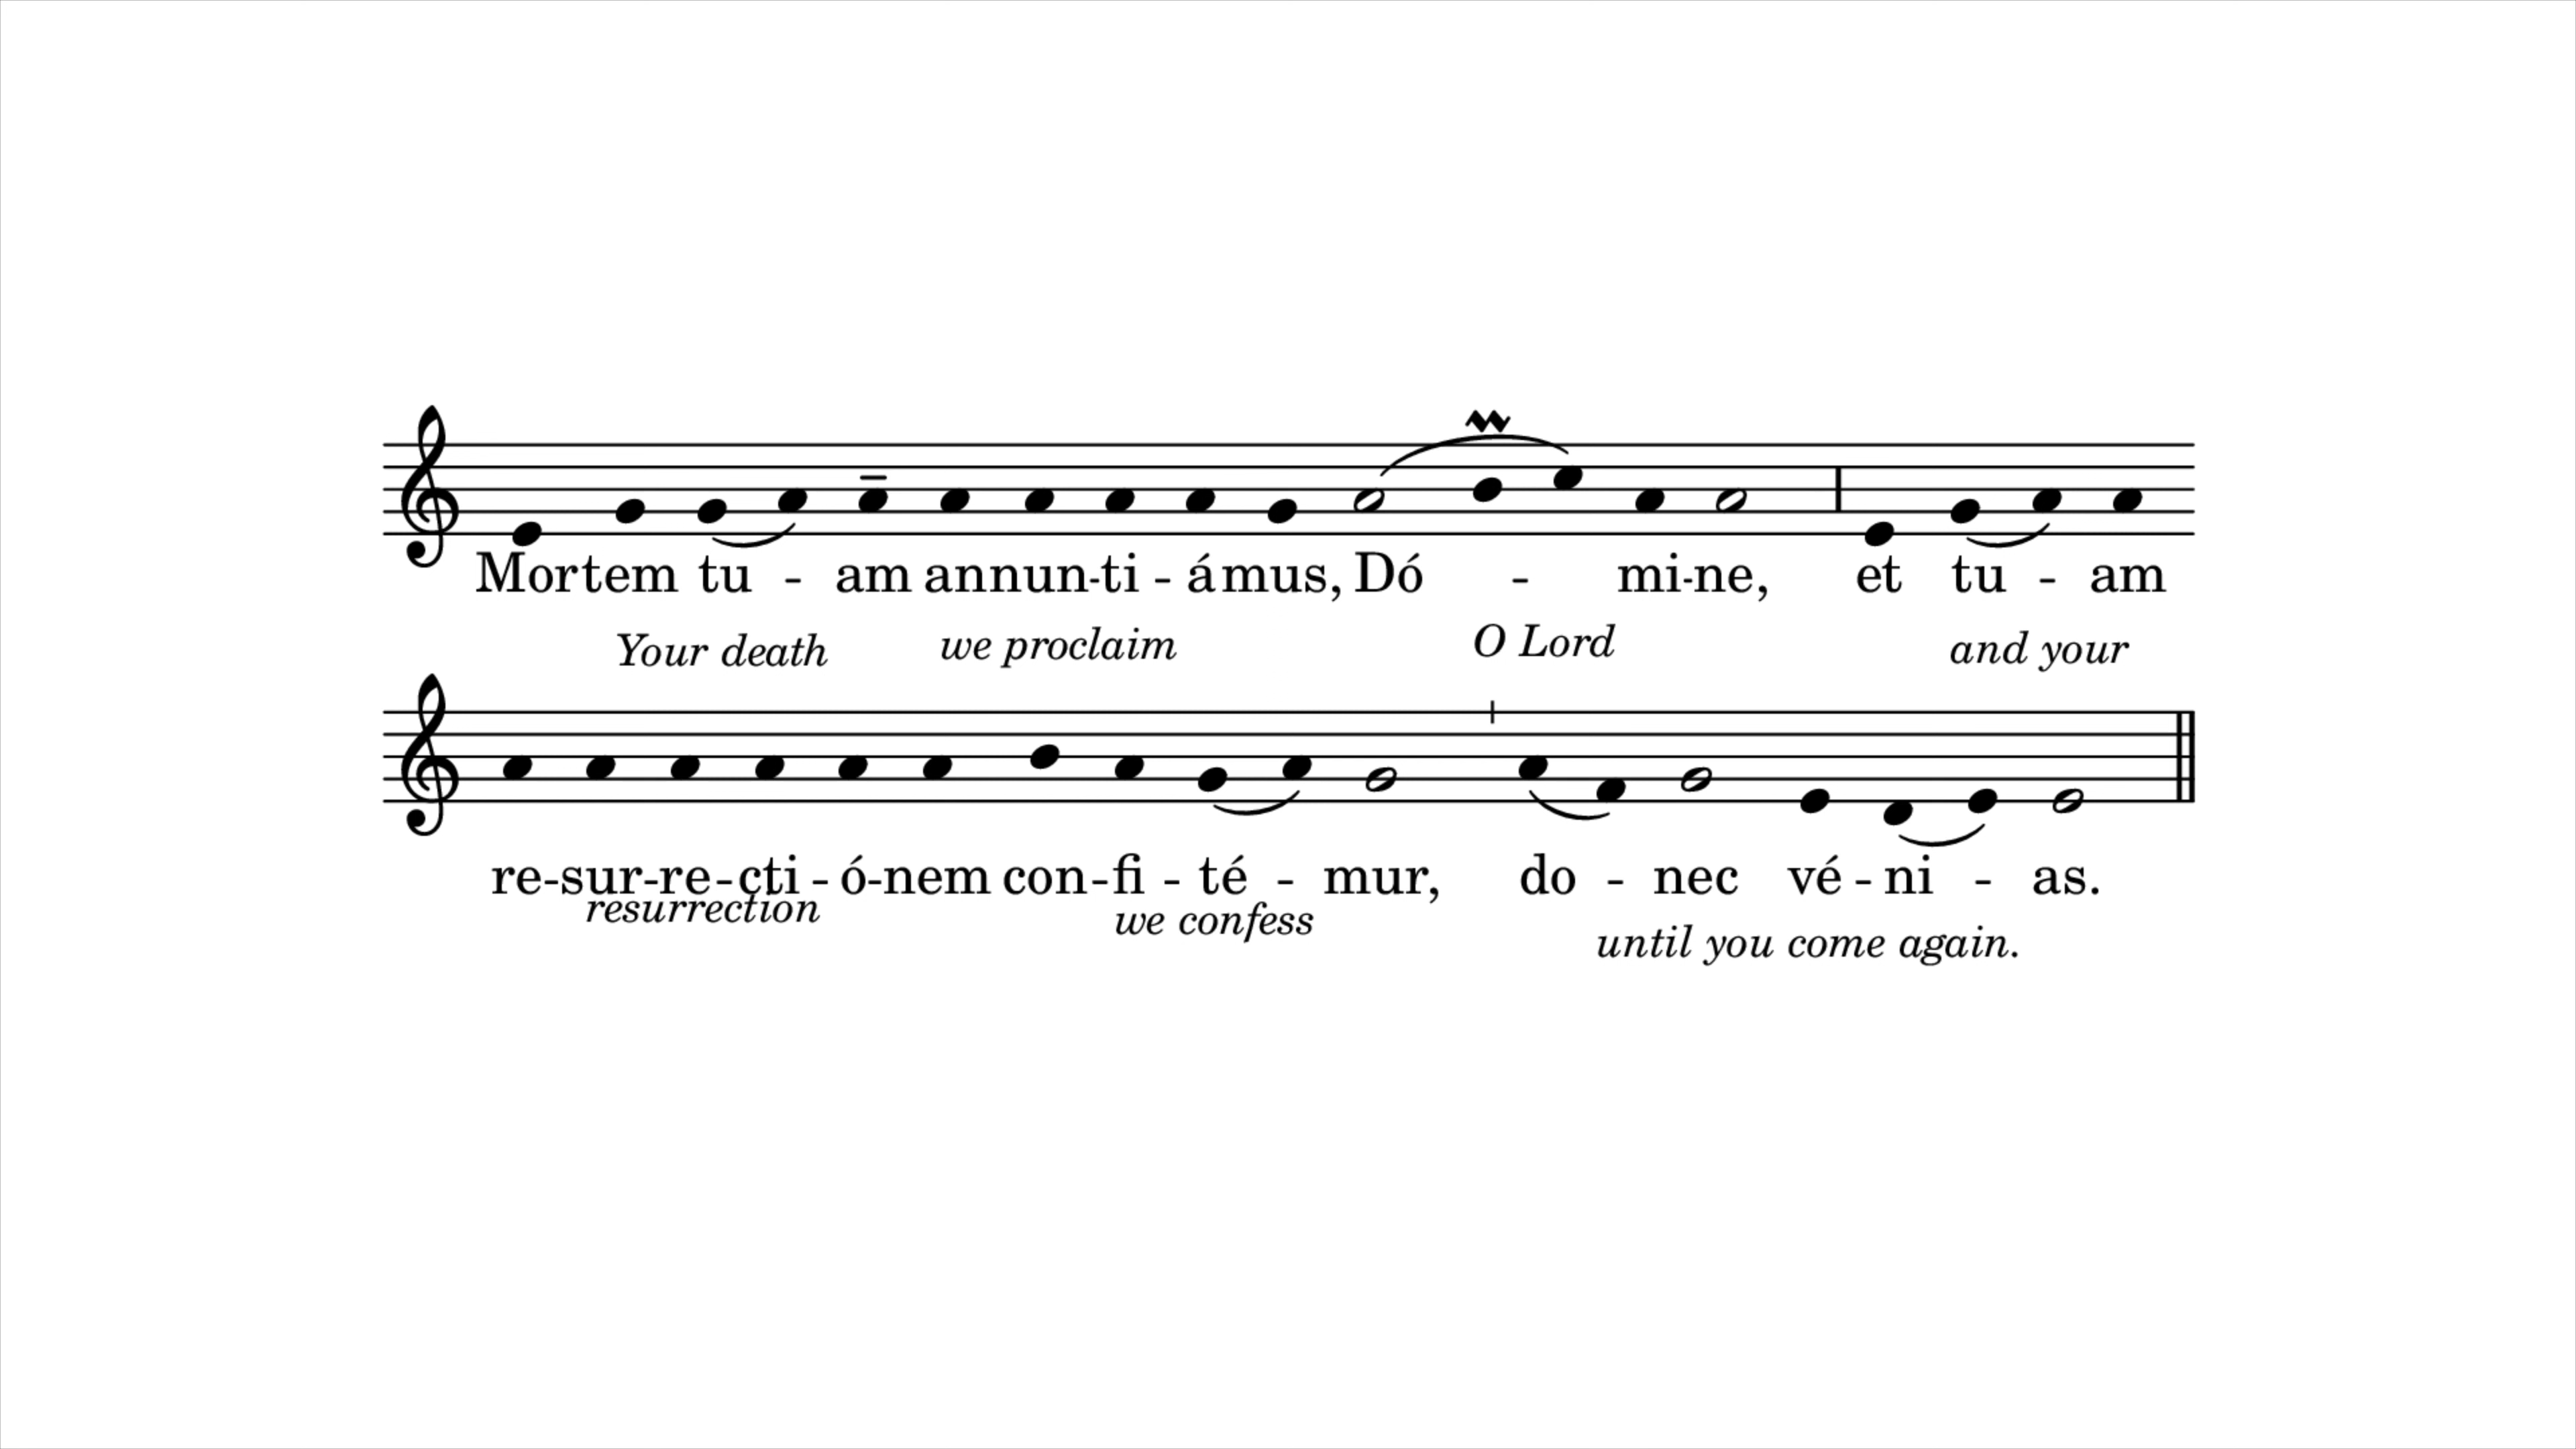 Mortem tu - am annun-ti - ámus, Dó - mi-ne, et tu - am
Your death we proclaim O Lord and your
re-sur-re-cti - ó-nem con-fi - té - mur, do - nec vé-ni - as.
resurrection we confess until you come again.